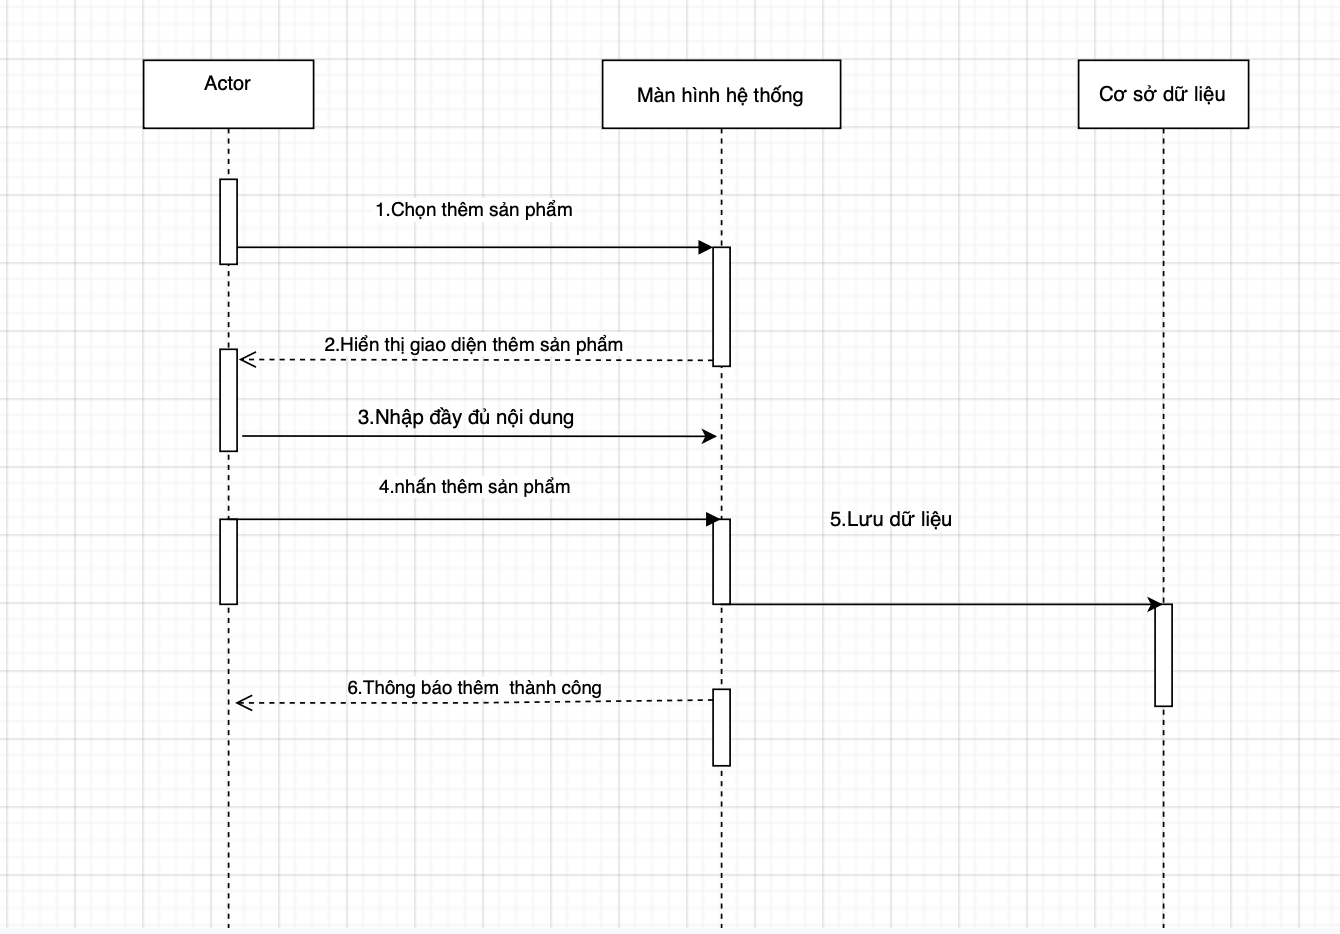 Actor
Màn hình hệ thống
Cơ sở dữ liệu
1.Chọn thêm sản phẩm
2.Hiển thị giao diện thêm sản phẩm
3.Nhập đầy đủ nội dung
4.nhấn thêm sản phẩm
5.Lưu dữ liệu
6.Thông báo thêm  thành công